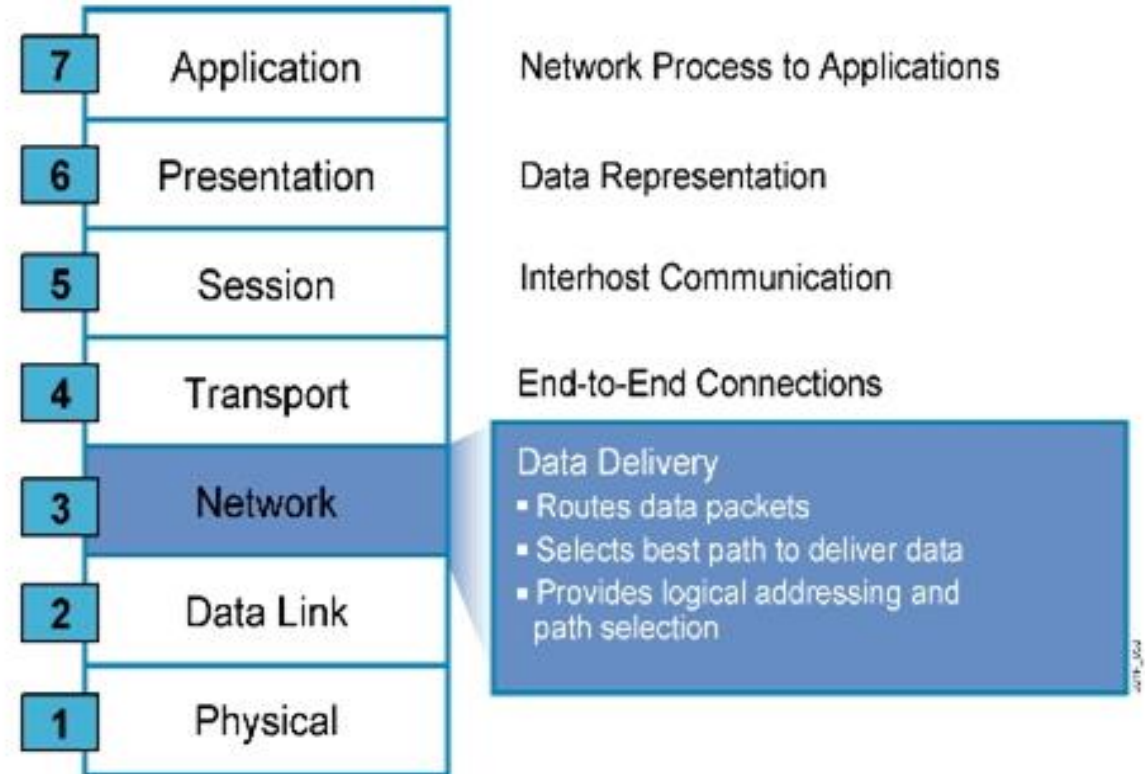 7 Application Network Process to Applications
6 Presentation Data Representation
5 Session Interhost Communication
4 Transport End-to-End Connections
3 Network
Data Delivery
▪ Routes data packets
▪ Selects best path to deliver data
▪ Provides logical addressing and
path selection
2 Data Link
1 Physical